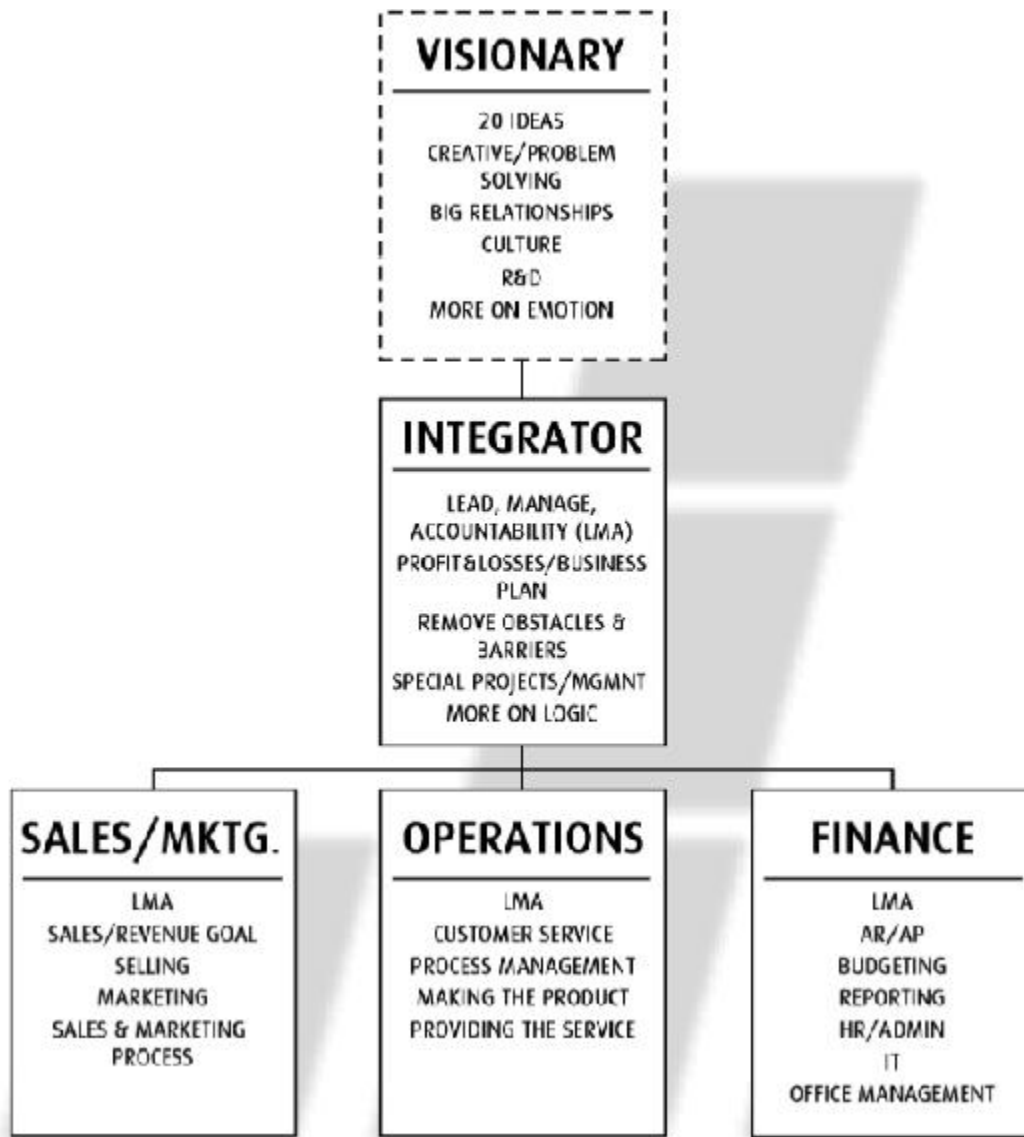 VISIONARY
20 IDEAS
CREATIVE/PROBLEM
SOLVING
BIG RELATIONSHIPS
CULTURE
R&D
MORE ON EMOTION
INTEGRATOR
LEAD, MANAGE,
ACCOUNTABILITY (LMA)
PROFIT&LOSSES/BUSINESS
PLAN
REMOVE OBSTACLES &
BARRIERS
SPECIAL PROJECTS/MGMNT
MORE ON LOGIC
SALES/MKTG.
LMA
SALES/REVENUE GOAL
SELLING
MARKETING
SALES & MARKETING
PROCESS
OPERATIONS
LMA
CUSTOMER SERVICE
PROCESS MANAGEMENT
MAKING THE PRODUCT
PROVIDING THE SERVICE
FINANCE
LMA
AR/AP
BUDGETING
REPORTING
HR/ADMIN
IT
OFFICE MANAGEMENT